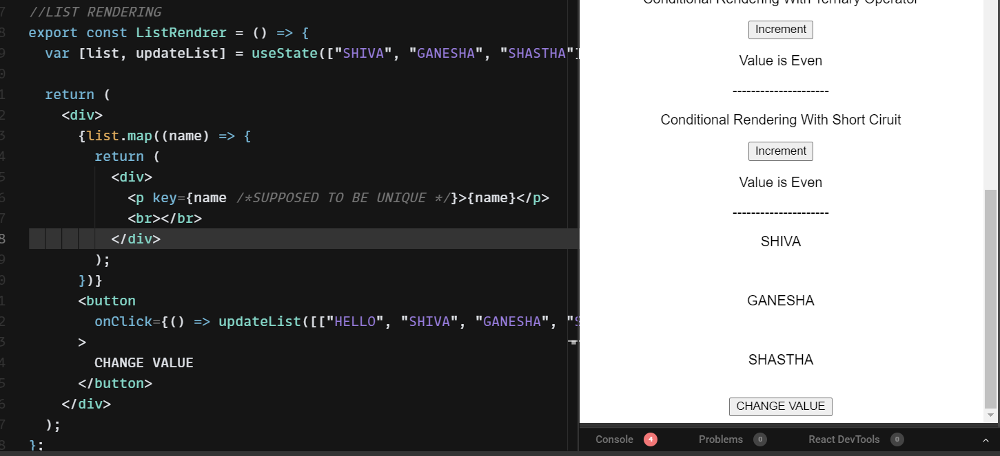 //LIST RENDERING
export const ListRendrer = () => {
var [list, updateList] = useState(["SHIVA", "GANESHA", "SHASTHA"]
return (
<div>
{list.map((name) => {
return (
<div>
<p key={name /*SUPPOSED TO BE UNIQUE */}>{name}</p>
<br></br>
</div>
);
})}
<button
onClick={() => updateList([["HELLO", "SHIVA", "GANESHA", "S
>
CHANGE VALUE
</button>
</div>
);
};
Conditional Rendering With Ternary Operator
Increment
Value is Even
---------------------
Conditional Rendering With Short Ciruit
Increment
Value is Even
---------------------
SHIVA
GANESHA
SHASTHA
CHANGE VALUE
Console 4 Problems 0 React DevTools 0